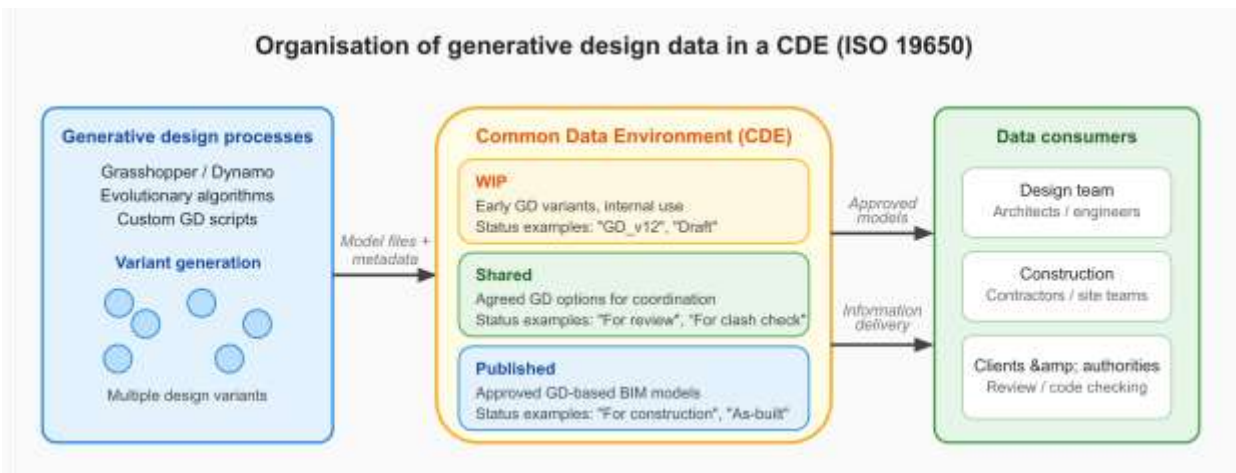 Organisation of generative design data in a CDE (ISO 19650)
Generative design processes
Grasshopper / Dynamo
Evolutionary algorithms
Custom GD scripts
Variant generation
Multiple design variants
Model files +
metadata
Common Data Environment (CDE)
WIP
Early GD variants, internal use
Status examples: "GD_v12", "Draft"
Shared
Agreed GD options for coordination
Status examples: "For review", "For clash check"
Published
Approved GD-based BIM models
Status examples: "For construction", "As-built"
Approved
models
Information
delivery
Data consumers
Design team
Architects / engineers
Construction
Contractors / site teams
Clients &amp; authorities
Review / code checking